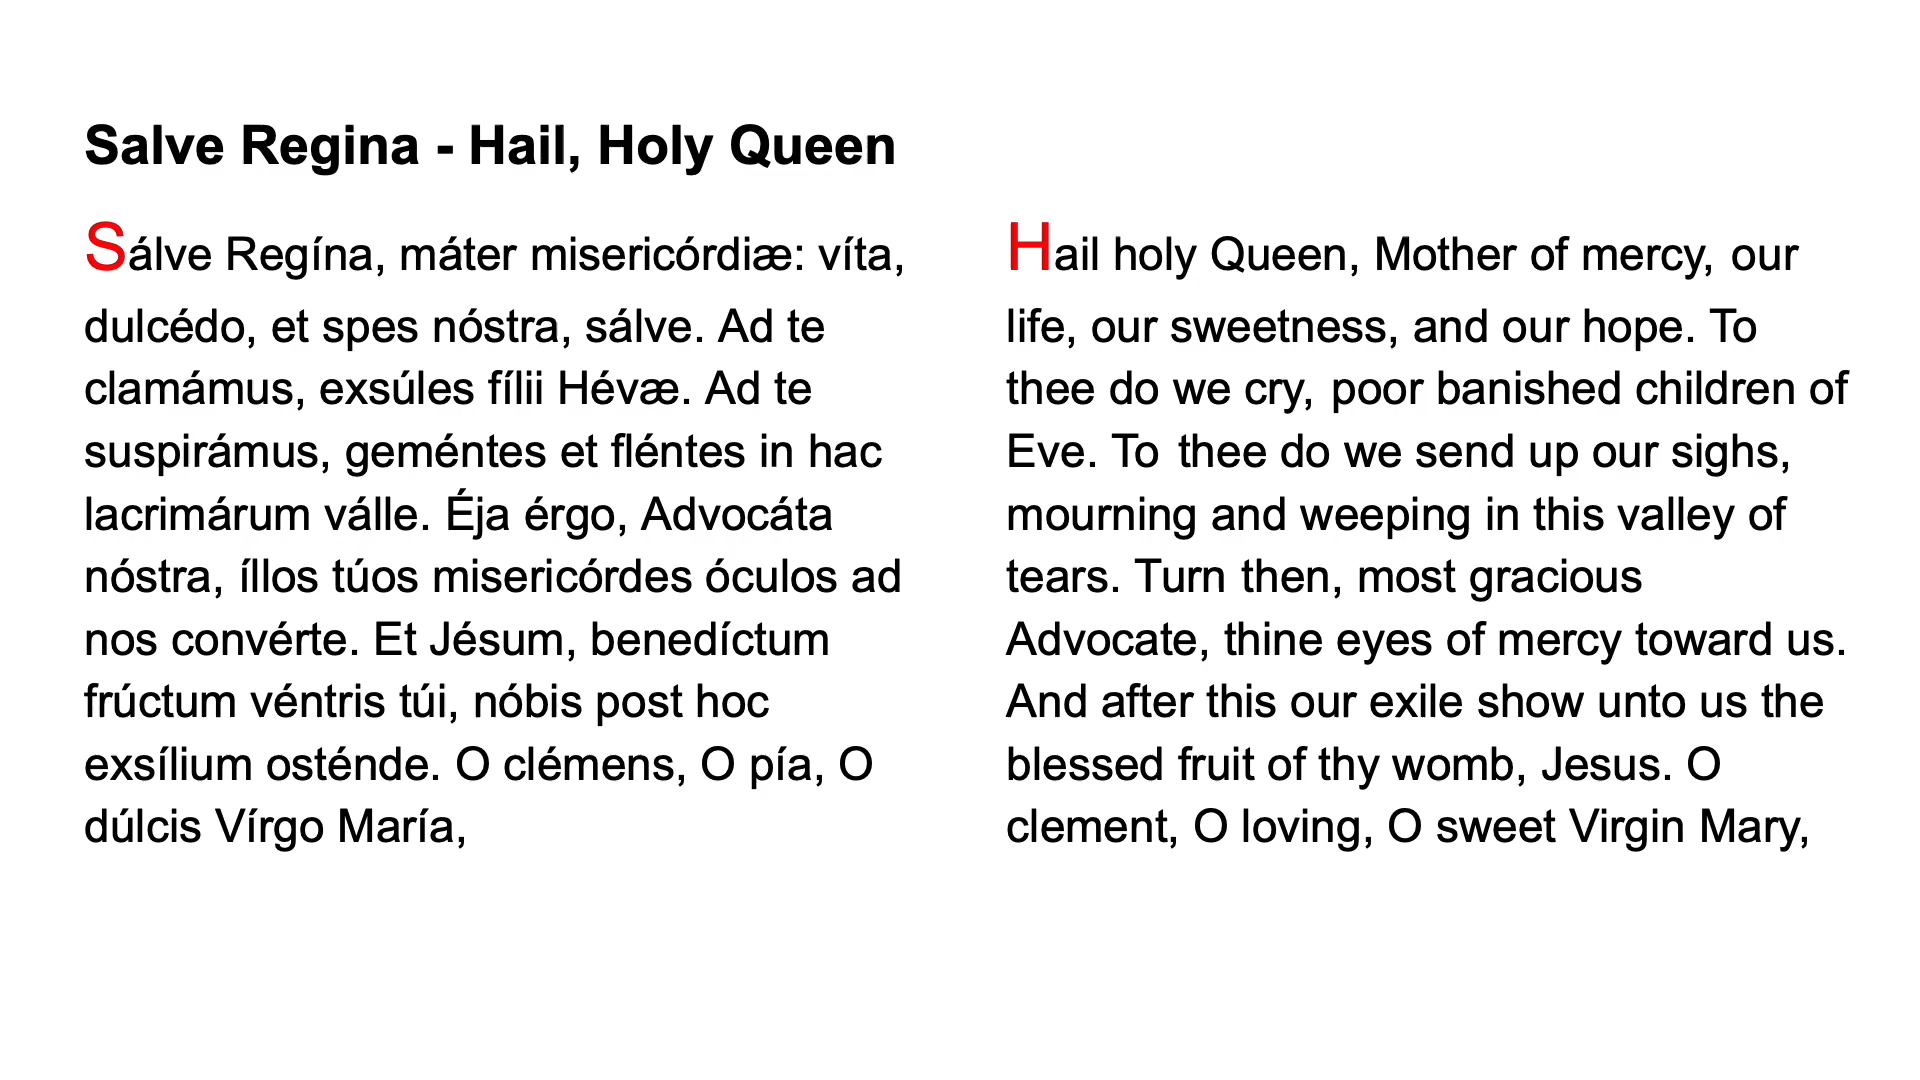 Salve Regina - Hail, Holy Queen
Sálve Regína, máter misericórdiæ: víta,
dulcédo, et spes nóstra, sálve. Ad te
clamámus, exsúles fílii Hévæ. Ad te
suspirámus, geméntes et fléntes in hac
lacrimárum válle. Éja érgo, Advocáta
nóstra, íllos túos misericórdes óculos ad
nos convérte. Et Jésum, benedíctum
frúctum véntris túi, nóbis post hoc
exsílium osténde. O clémens, O pía, O
dúlcis Vírgo María,
Hail holy Queen, Mother of mercy, our
life, our sweetness, and our hope. To
thee do we cry, poor banished children of
Eve. To thee do we send up our sighs,
mourning and weeping in this valley of
tears. Turn then, most gracious
Advocate, thine eyes of mercy toward us.
And after this our exile show unto us the
blessed fruit of thy womb, Jesus. O
clement, O loving, O sweet Virgin Mary,